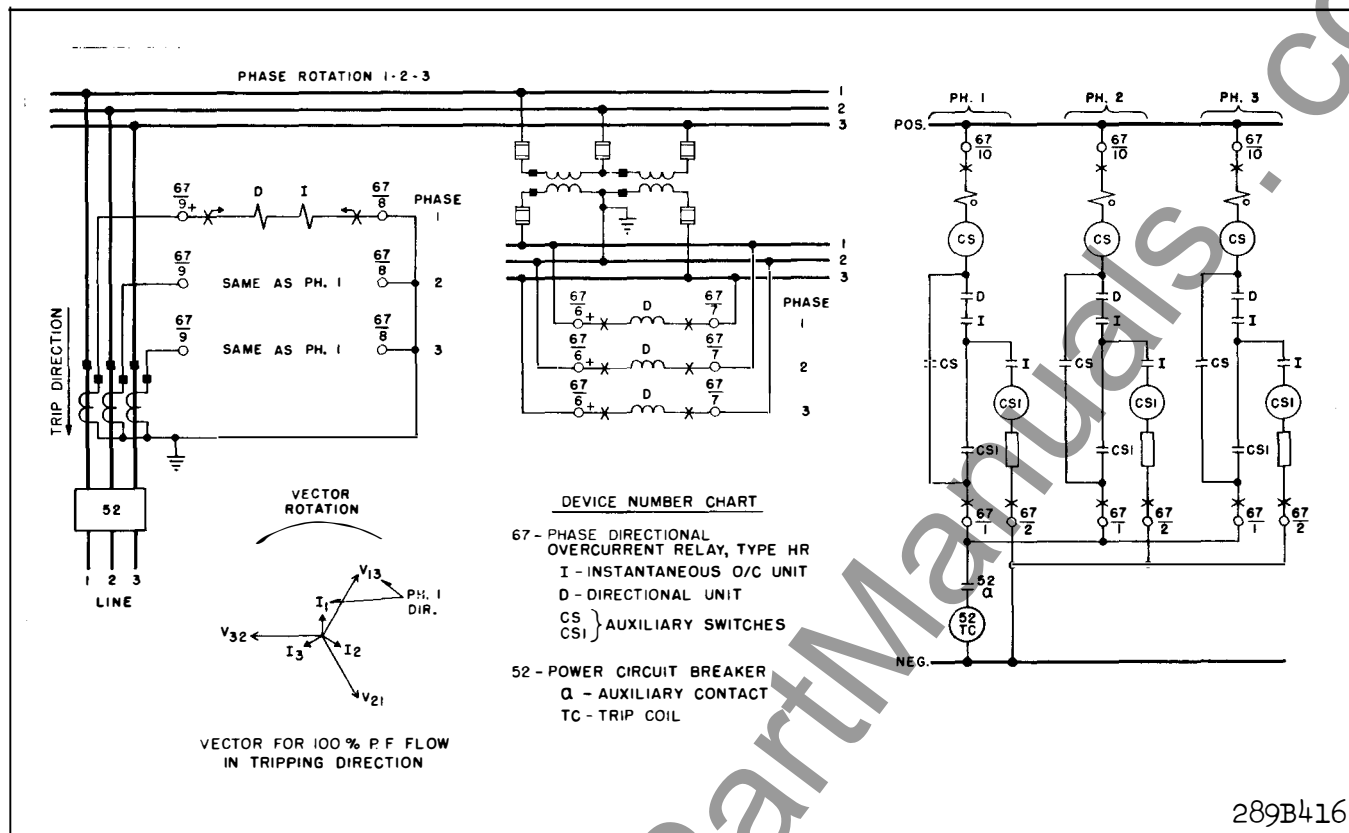 PHASE ROTATION 1-2-3
1
2
3
67
9
+
D
I
67
8
PHASE
1
67
9
SAME AS PH. 1
67
8
2
67
9
SAME AS PH. 1
67
8
3
TRIP DIRECTION
52
1 2 3
LINE
1
2
3
PHASE
67
6
+
D
67
7
1
67
6
D
67
7
2
67
6
+
D
67
7
3
VECTOR
ROTATION
V13
I1
PH. 1
DIR.
V32
I3
I2
V21
VECTOR FOR 100 % P.F FLOW
IN TRIPPING DIRECTION
DEVICE NUMBER CHART
67 - PHASE DIRECTIONAL
OVERCURRENT RELAY, TYPE HR
I - INSTANTANEOUS O/C UNIT
D - DIRECTIONAL UNIT
CS
CSI
} AUXILIARY SWITCHES
52 - POWER CIRCUIT BREAKER
a - AUXILIARY CONTACT
TC - TRIP COIL
PH. 1
PH. 2
PH. 3
POS.
67
10
67
10
67
10
CS
CS
CS
D
D
D
I
I
I
CS
I
CS
I
CS
I
CSI
CSI
CSI
CSI
CSI
CSI
67
1
67
2
67
1
67
2
67
1
67
2
52
a
52
TC
NEG.
289B416
PartManuals . co